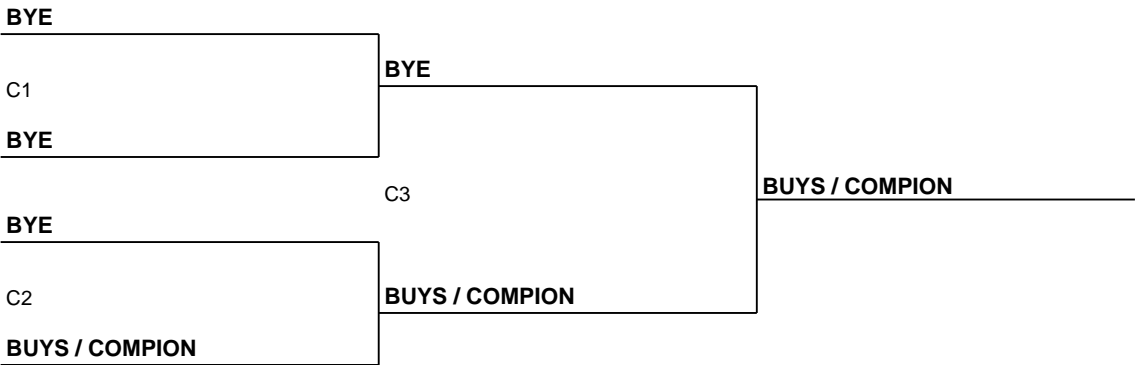 BYE
C1
BYE
BYE
C3
BUYS / COMPION
BYE
C2
BUYS / COMPION
BUYS / COMPION